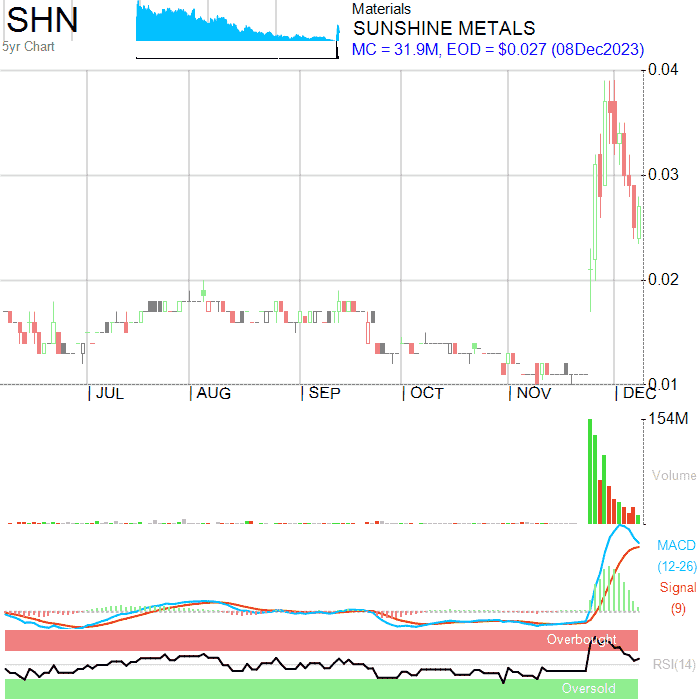 SHN
5yr Chart
Materials
SUNSHINE METALS
MC = 31.9M, EOD = $0.027 (08Dec2023)
0.04
0.03
0.02
0.01
JUL AUG SEP OCT NOV DEC
154M
Volume
MACD
(12-26)
Signal
(9)
Overbought
RSI(14)
Oversold